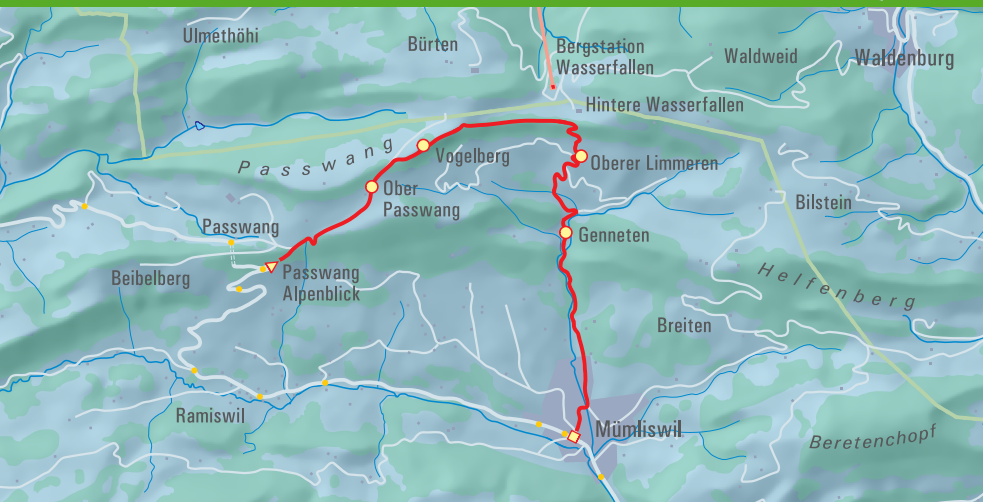 Ulmethöhi
Bürten
Bergstation
Wasserfallen
Waldweid
Waldenburg
Hintere Wasserfallen
Passwang
Vogelberg
Oberer Limmeren
Ober
Passwang
Bilstein
Passwang
Genneten
Beibelberg
Passwang
Alpenblick
Helfenberg
Breiten
Ramiswil
Mümliswil
Beretenchopf